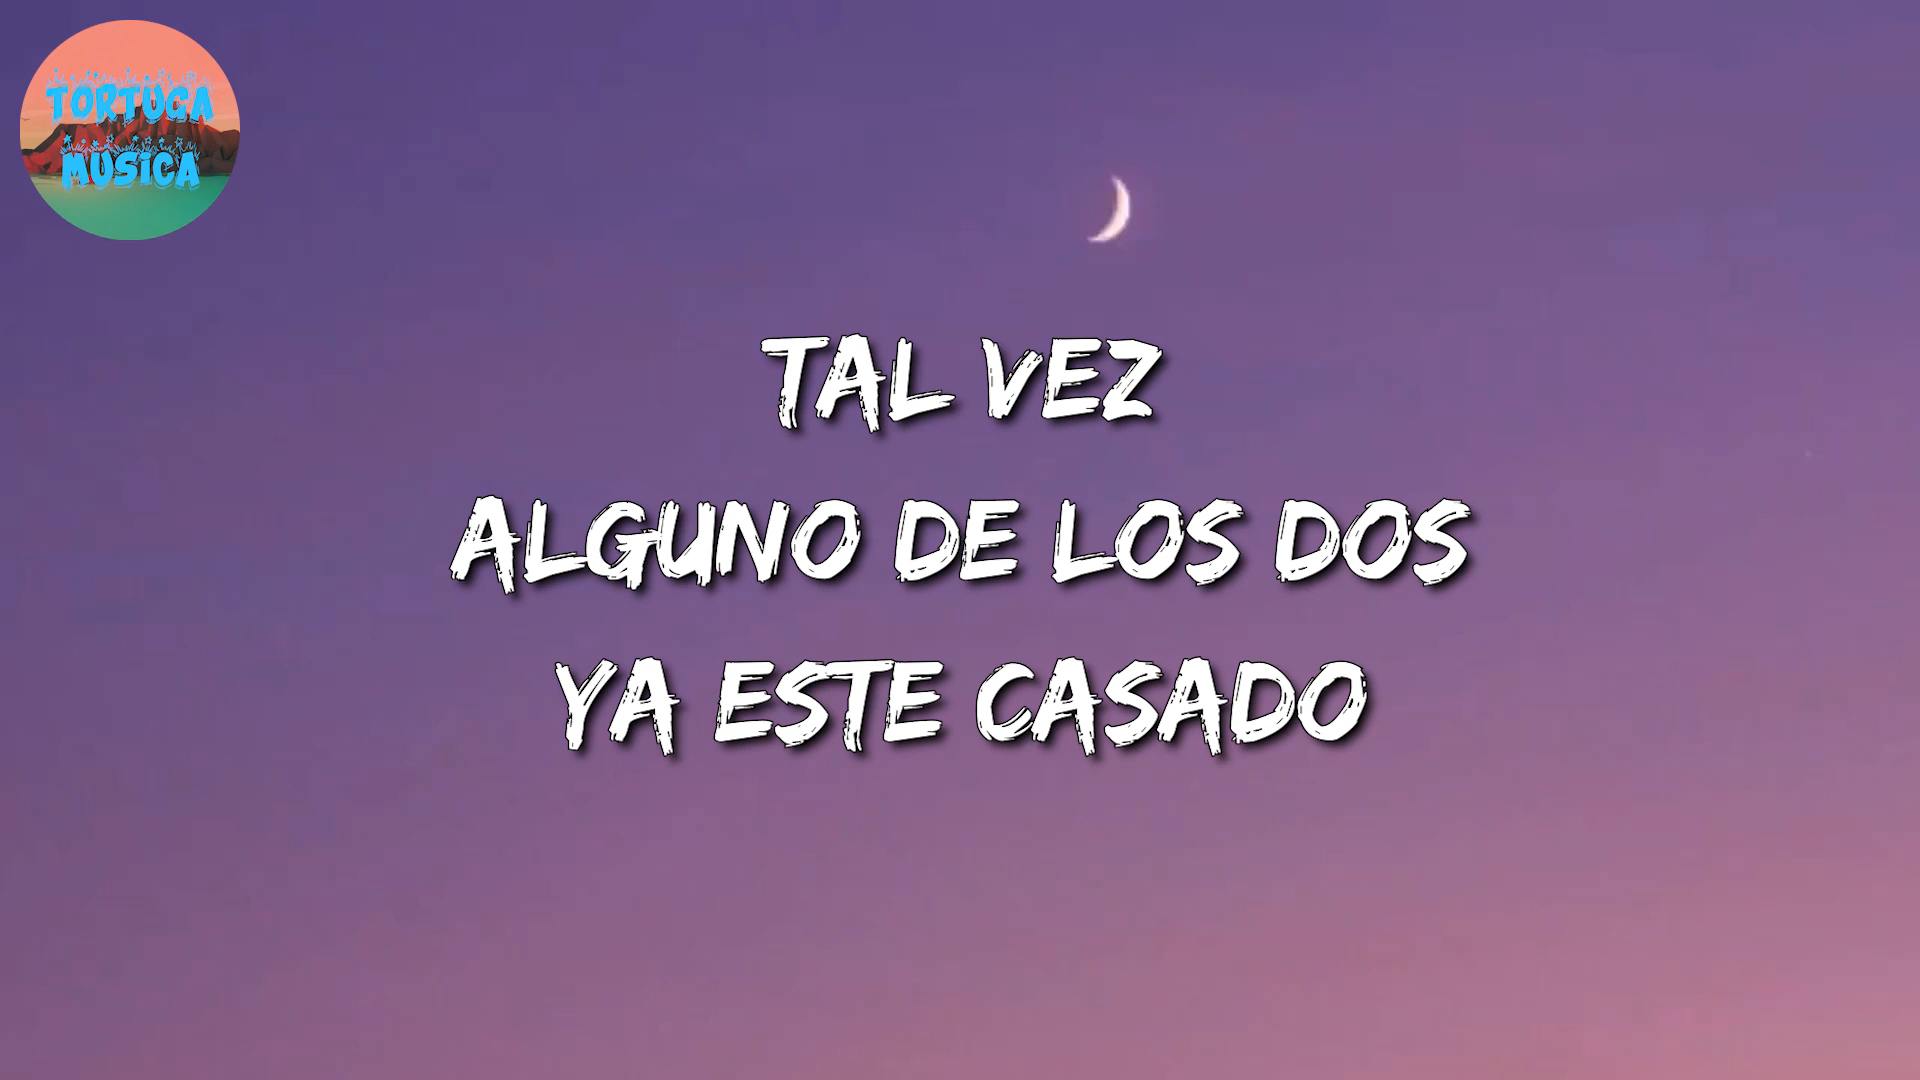 TORTUGA
MUSICA
TAL VEZ
ALGUNO DE LOS DOS
YA ESTE CASADO